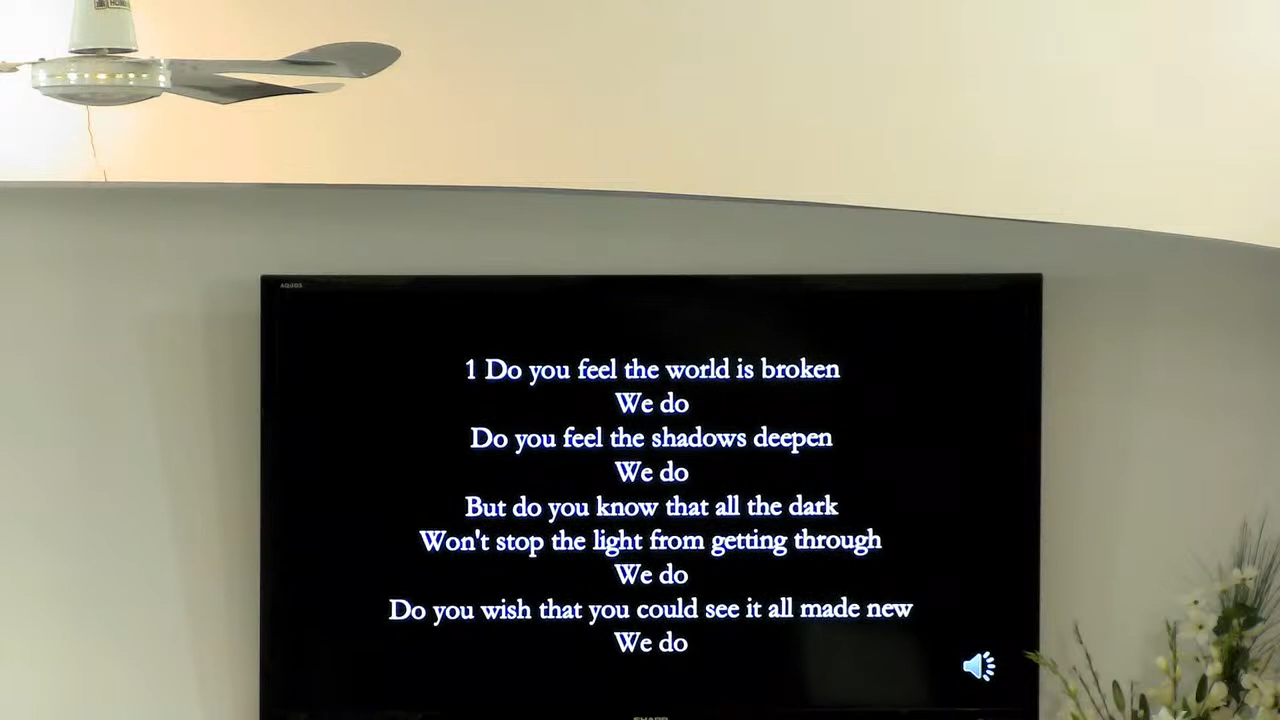 AQUOS
1 Do you feel the world is broken
We do
Do you feel the shadows deepen
We do
But do you know that all the dark
Won't stop the light from getting through
We do
Do you wish that you could see it all made new
We do
SHARP